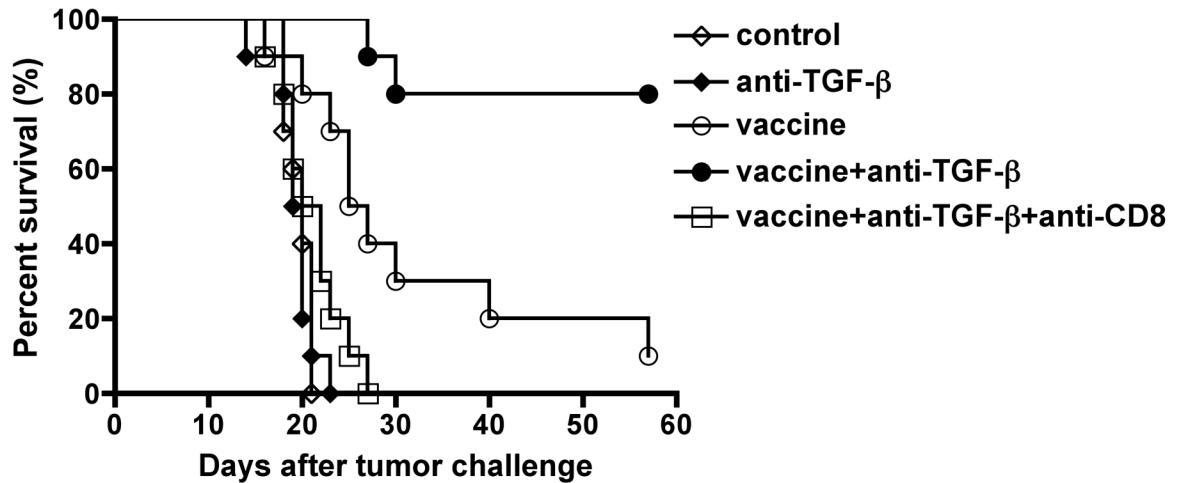 Percent survival (%)
100
80
60
40
20
0
0 10 20 30 40 50 60
Days after tumor challenge
control
anti-TGF-β
vaccine
vaccine+anti-TGF-β
vaccine+anti-TGF-β+anti-CD8